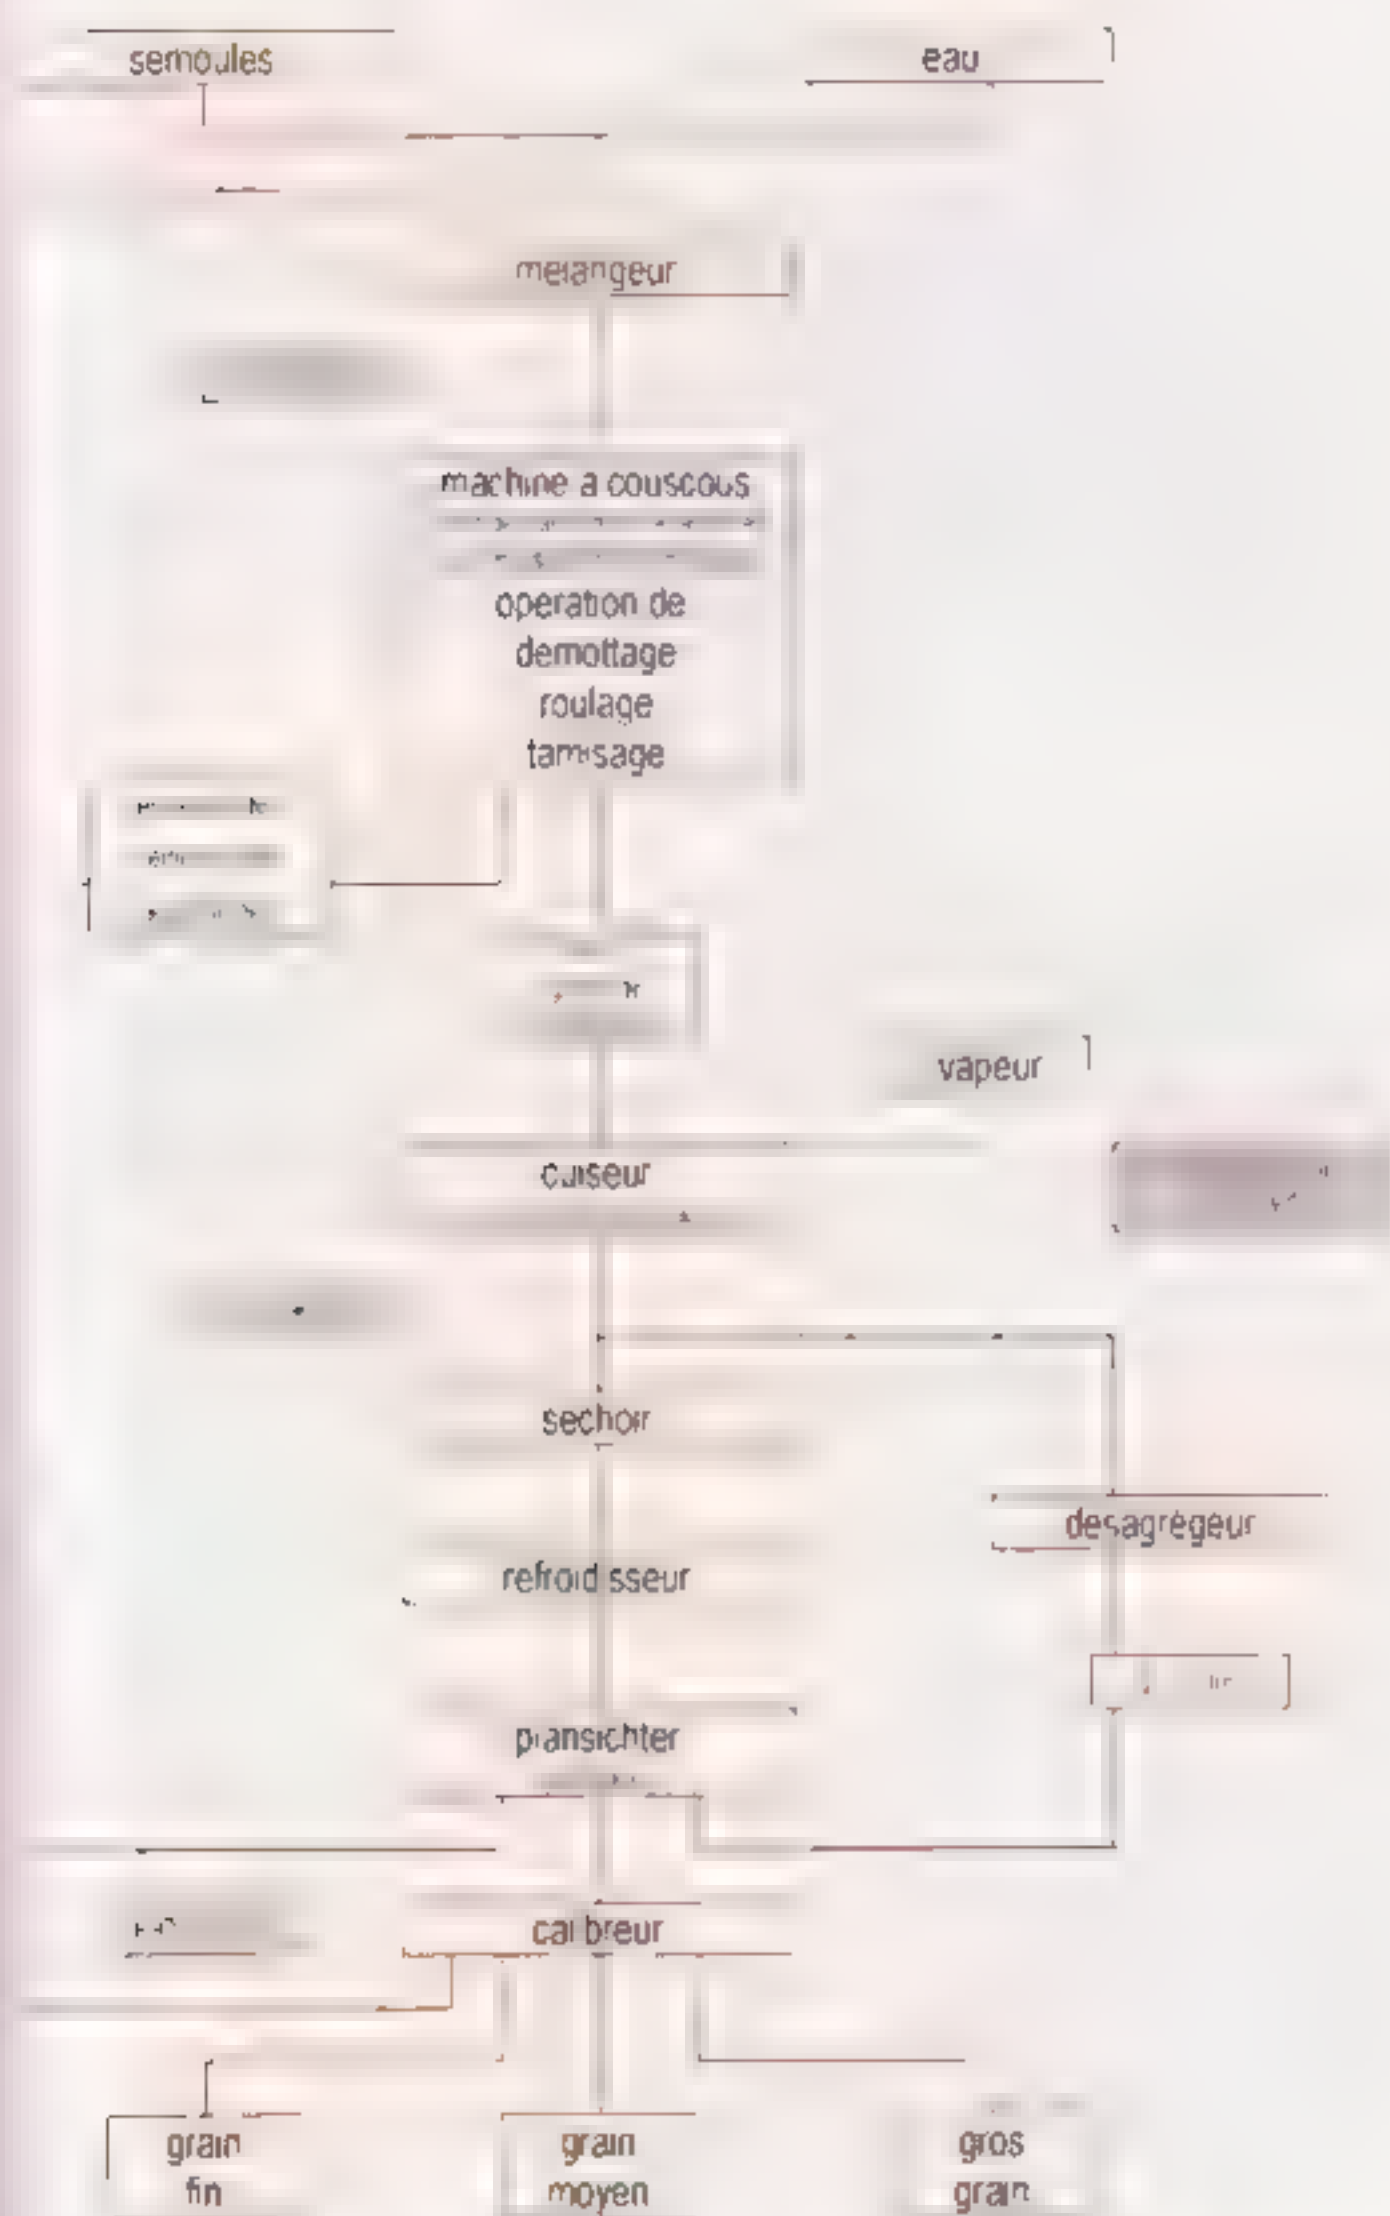 semoules
eau
melangeur
machine a couscous
operation de
demottage
roulage
tamisage
vapeur
cuiseur
sechoir
desagrégeur
refroidisseur
plansichter
calibreur
grain
fin
grain
moyen
gros
grain